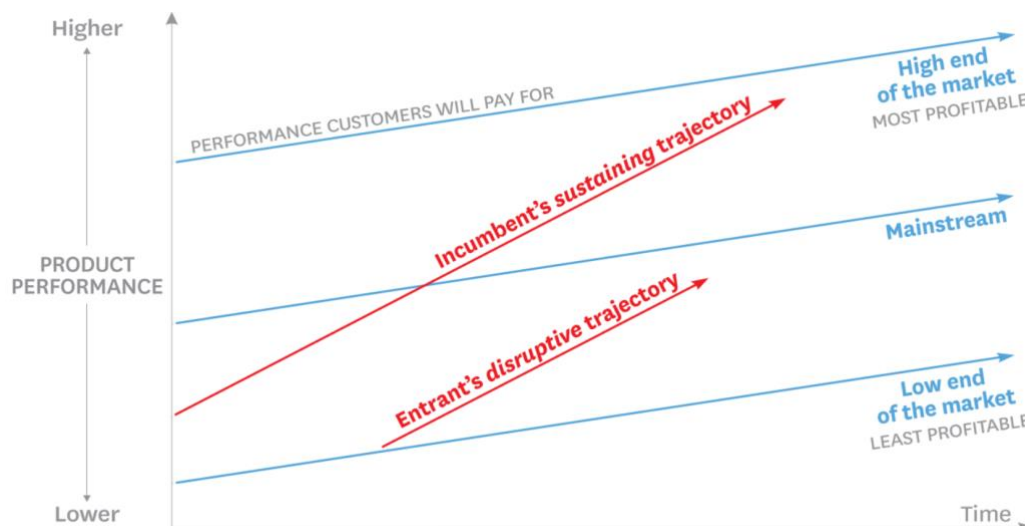 Higher
PERFORMANCE CUSTOMERS WILL PAY FOR
High end
of the market
MOST PROFITABLE
Incumbent's sustaining trajectory
Mainstream
PRODUCT
PERFORMANCE
Entrant's disruptive trajectory
Low end
of the market
LEAST PROFITABLE
Lower
Time